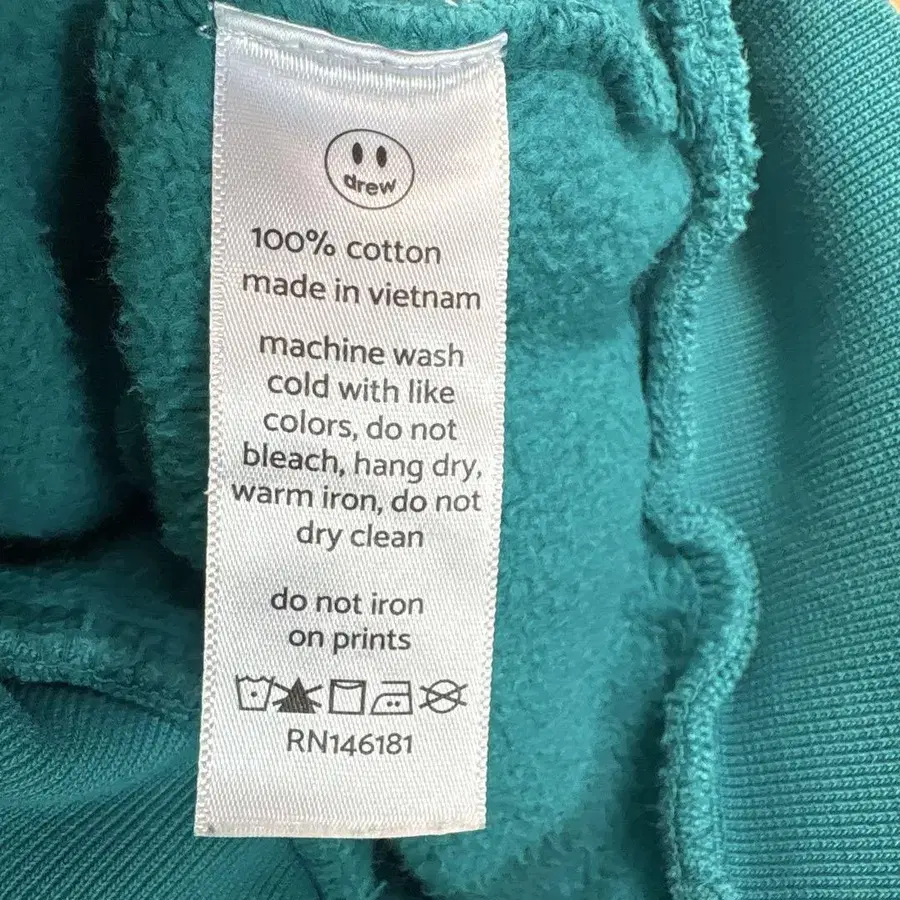 drew
100% cotton
made in vietnam
machine wash
cold with like
colors, do not
bleach, hang dry,
warm iron, do not
dry clean
do not iron
on prints
RN146181